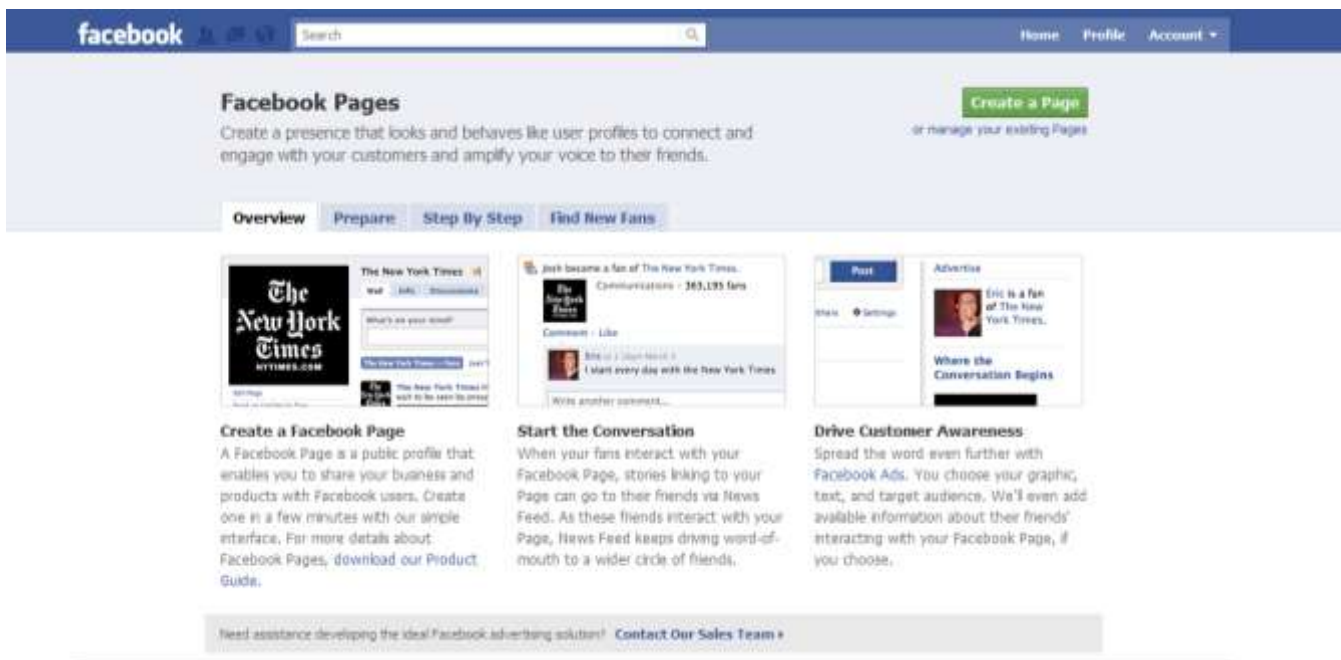 facebook
Search
Home Profile Account
Facebook Pages
Create a Page
Create a presence that looks and behaves like user profiles to connect and
engage with your customers and amplify your voice to their friends.
or manage your existing Pages
Overview Prepare Step By Step Find New Fans
The
New York
Times
NYTIMES.COM
The New York Times
Wall Info Discussions
What's on your mind?
Josh became a fan of The New York Times.
The
New York
Times
Communications - 363,195 fans
Comment - Like
I start every day with the New York Times
Write another comment...
Post
Share Settings
Advertise
Eric is a fan
of The New
York Times.
Where the
Conversation Begins
Create a Facebook Page
A Facebook Page is a public profile that
enables you to share your business and
products with Facebook users. Create
one in a few minutes with our simple
interface. For more details about
Facebook Pages, download our Product
Guide.
Start the Conversation
When your fans interact with your
Facebook Page, stories linking to your
Page can go to their friends via News
Feed. As these friends interact with your
Page, News Feed keeps driving word-of-
mouth to a wider circle of friends.
Drive Customer Awareness
Spread the word even further with
Facebook Ads. You choose your graphic,
text, and target audience. We'll even add
available information about their friends'
interacting with your Facebook Page, if
you choose.
Need assistance developing the ideal Facebook advertising solution? Contact Our Sales Team »